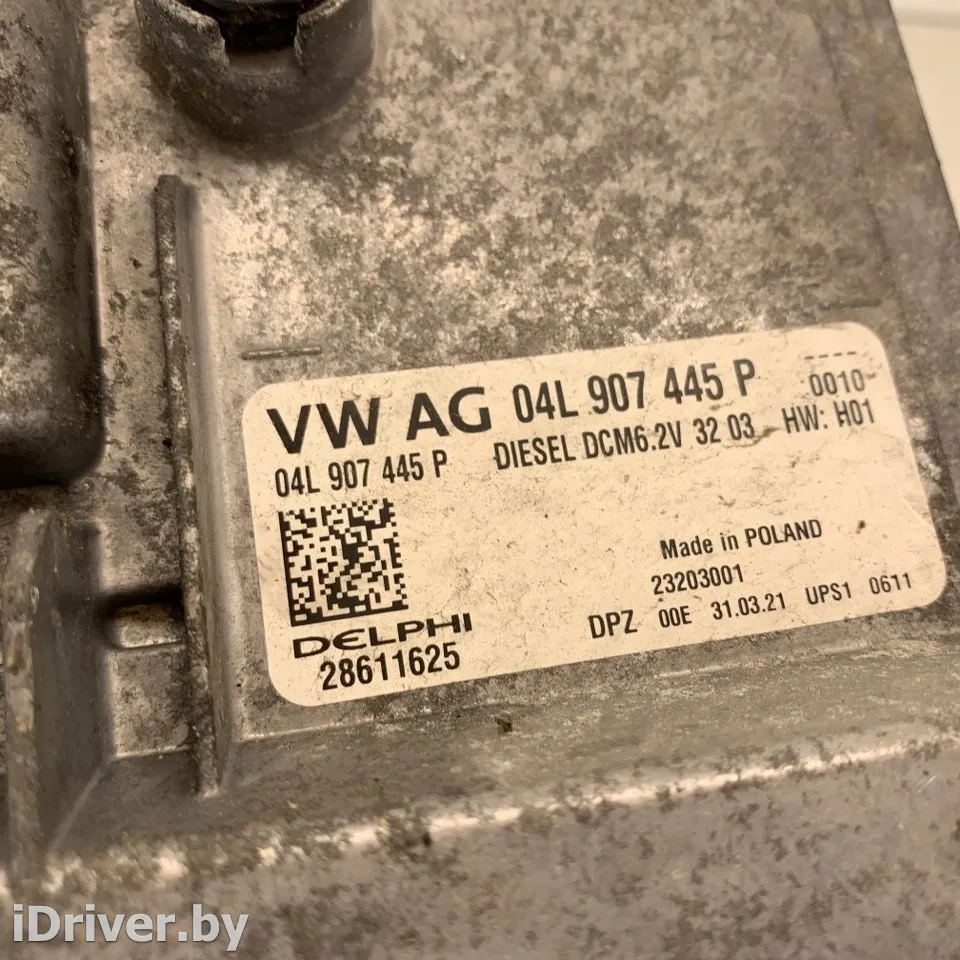 VW AG 04L 907 445 P 0010
04L 907 445 P DIESEL DCM6.2V 32 03 HW: H01
Made in POLAND
23203001
DELPHI
28611625
DPZ 00E 31.03.21 UPS1 0611
iDriver.by